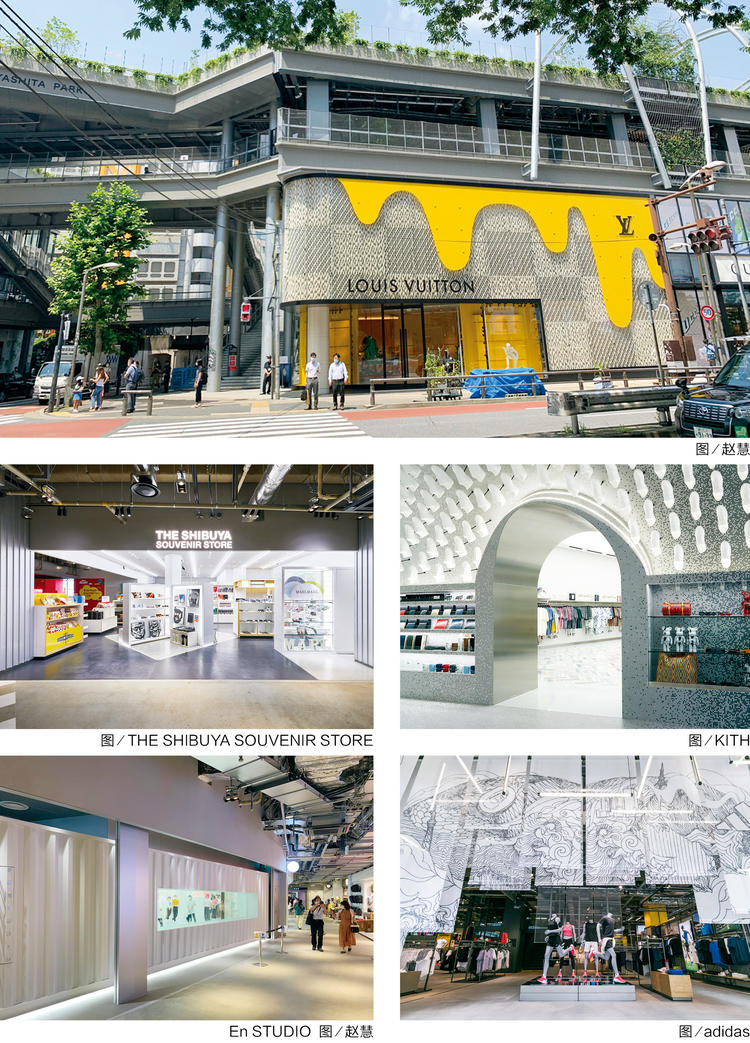 YASHITA PARK
LV
LOUIS VUITTON
图/赵慧
THE SHIBUYA
SOUVENIR STORE
图/THE SHIBUYA SOUVENIR STORE
图/KITH
En STUDIO 图/赵慧
图/adidas